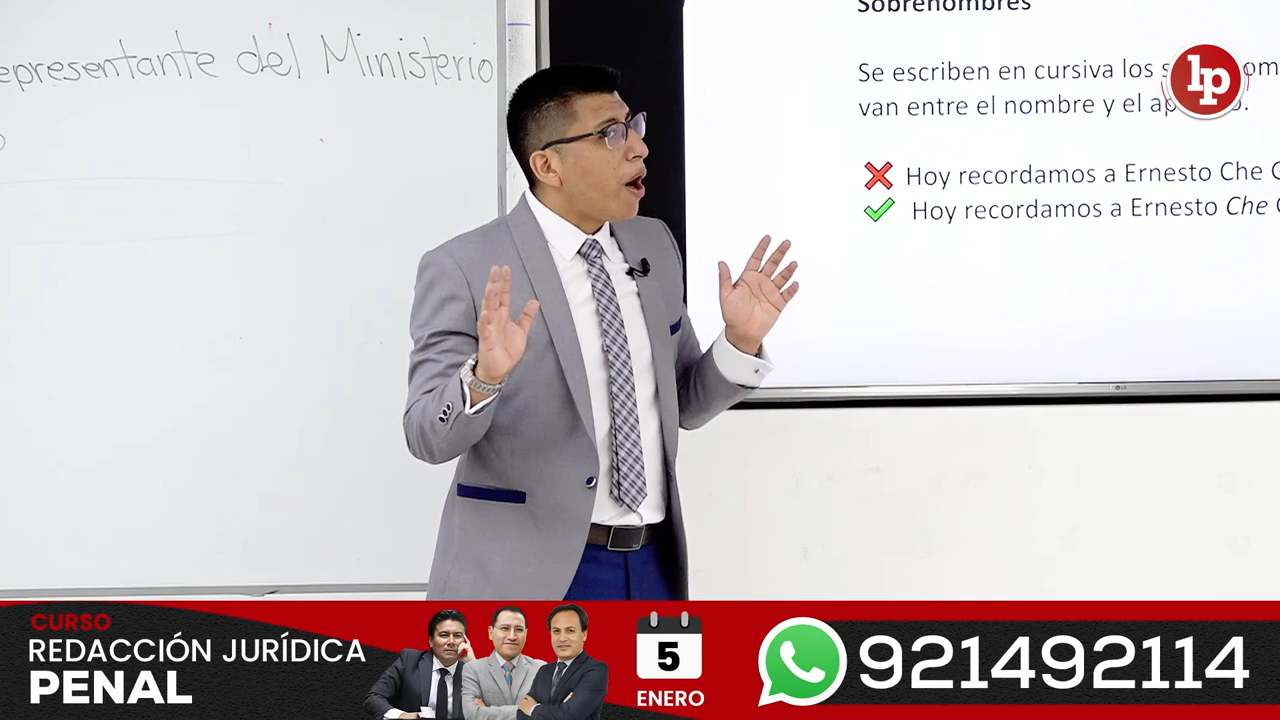 epresentante del Ministerio
Sobrenombres
Se escriben en cursiva los
van entre el nombre y el
Hoy recordamos a Ernesto Che
Hoy recordamos a Ernesto Che
lp
CURSO
REDACCIÓN JURÍDICA
PENAL
5
ENERO
921492114
LG